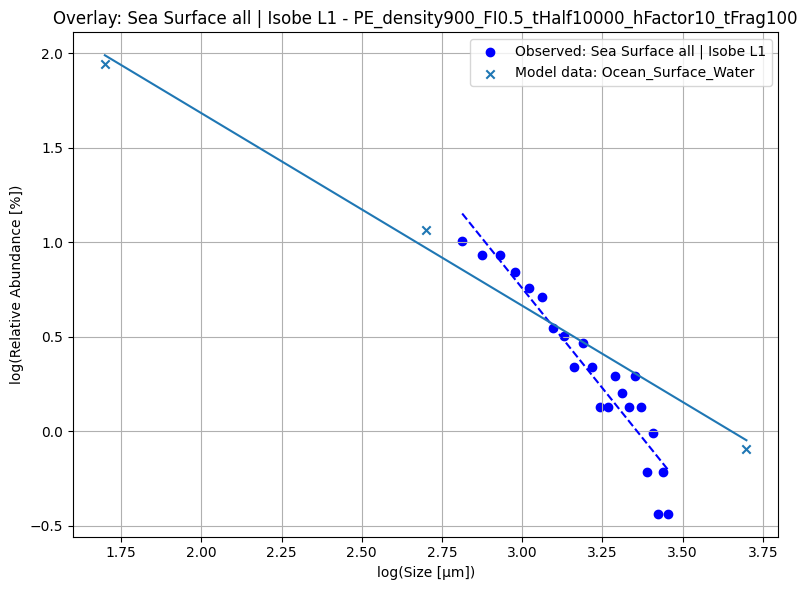 Overlay: Sea Surface all | Isobe L1 - PE_density900_FI0.5_tHalf10000_hFactor10_tFrag100
Observed: Sea Surface all | Isobe L1
Model data: Ocean_Surface_Water
log(Relative Abundance [%])
2.0
1.5
1.0
0.5
0.0
−0.5
1.75 2.00 2.25 2.50 2.75 3.00 3.25 3.50 3.75
log(Size [μm])